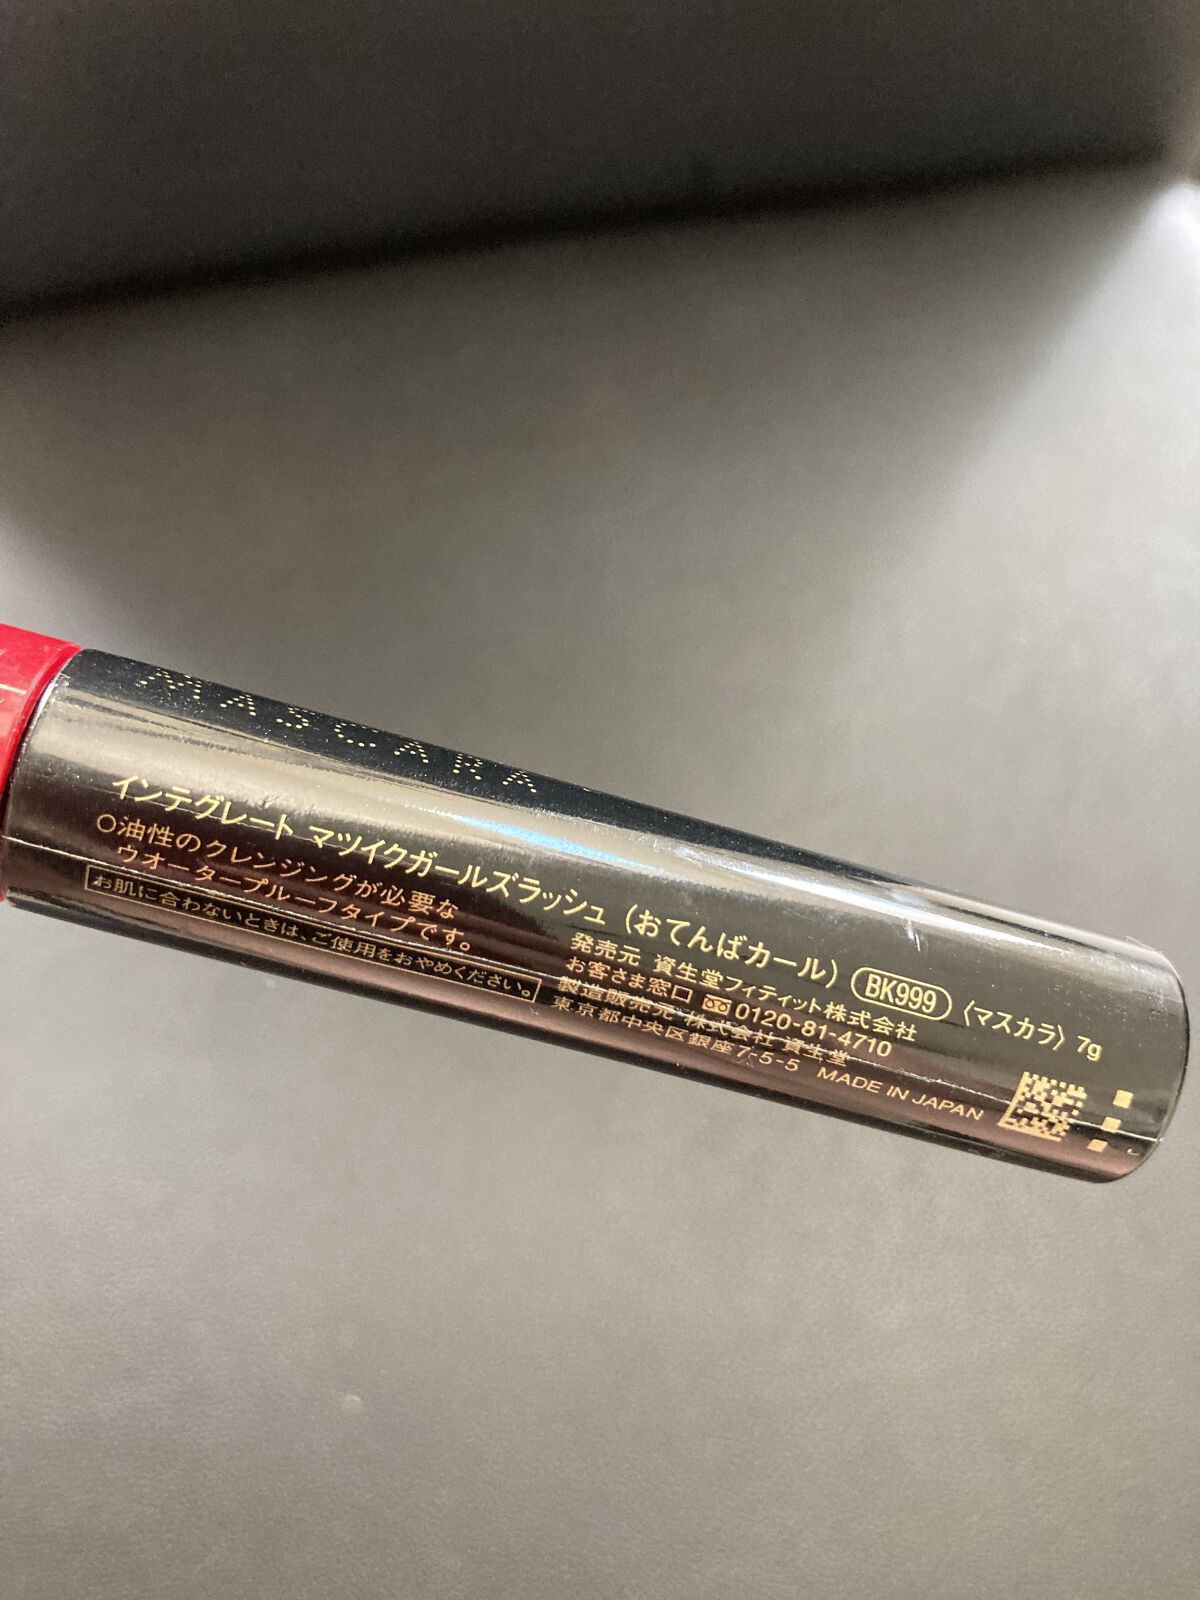 MASCARA
インテグレート マツイクガールズラッシュ (おてんばカール) BK999 〈マスカラ〉 7g
○油性のクレンジングが必要な
ウオータープルーフタイプです。
お肌に合わないときは、ご使用をおやめください。
発売元 資生堂フィティット株式会社
お客さま窓口 0120-81-4710
製造販売元 株式会社 資生堂
東京都中央区銀座7-5-5 MADE IN JAPAN